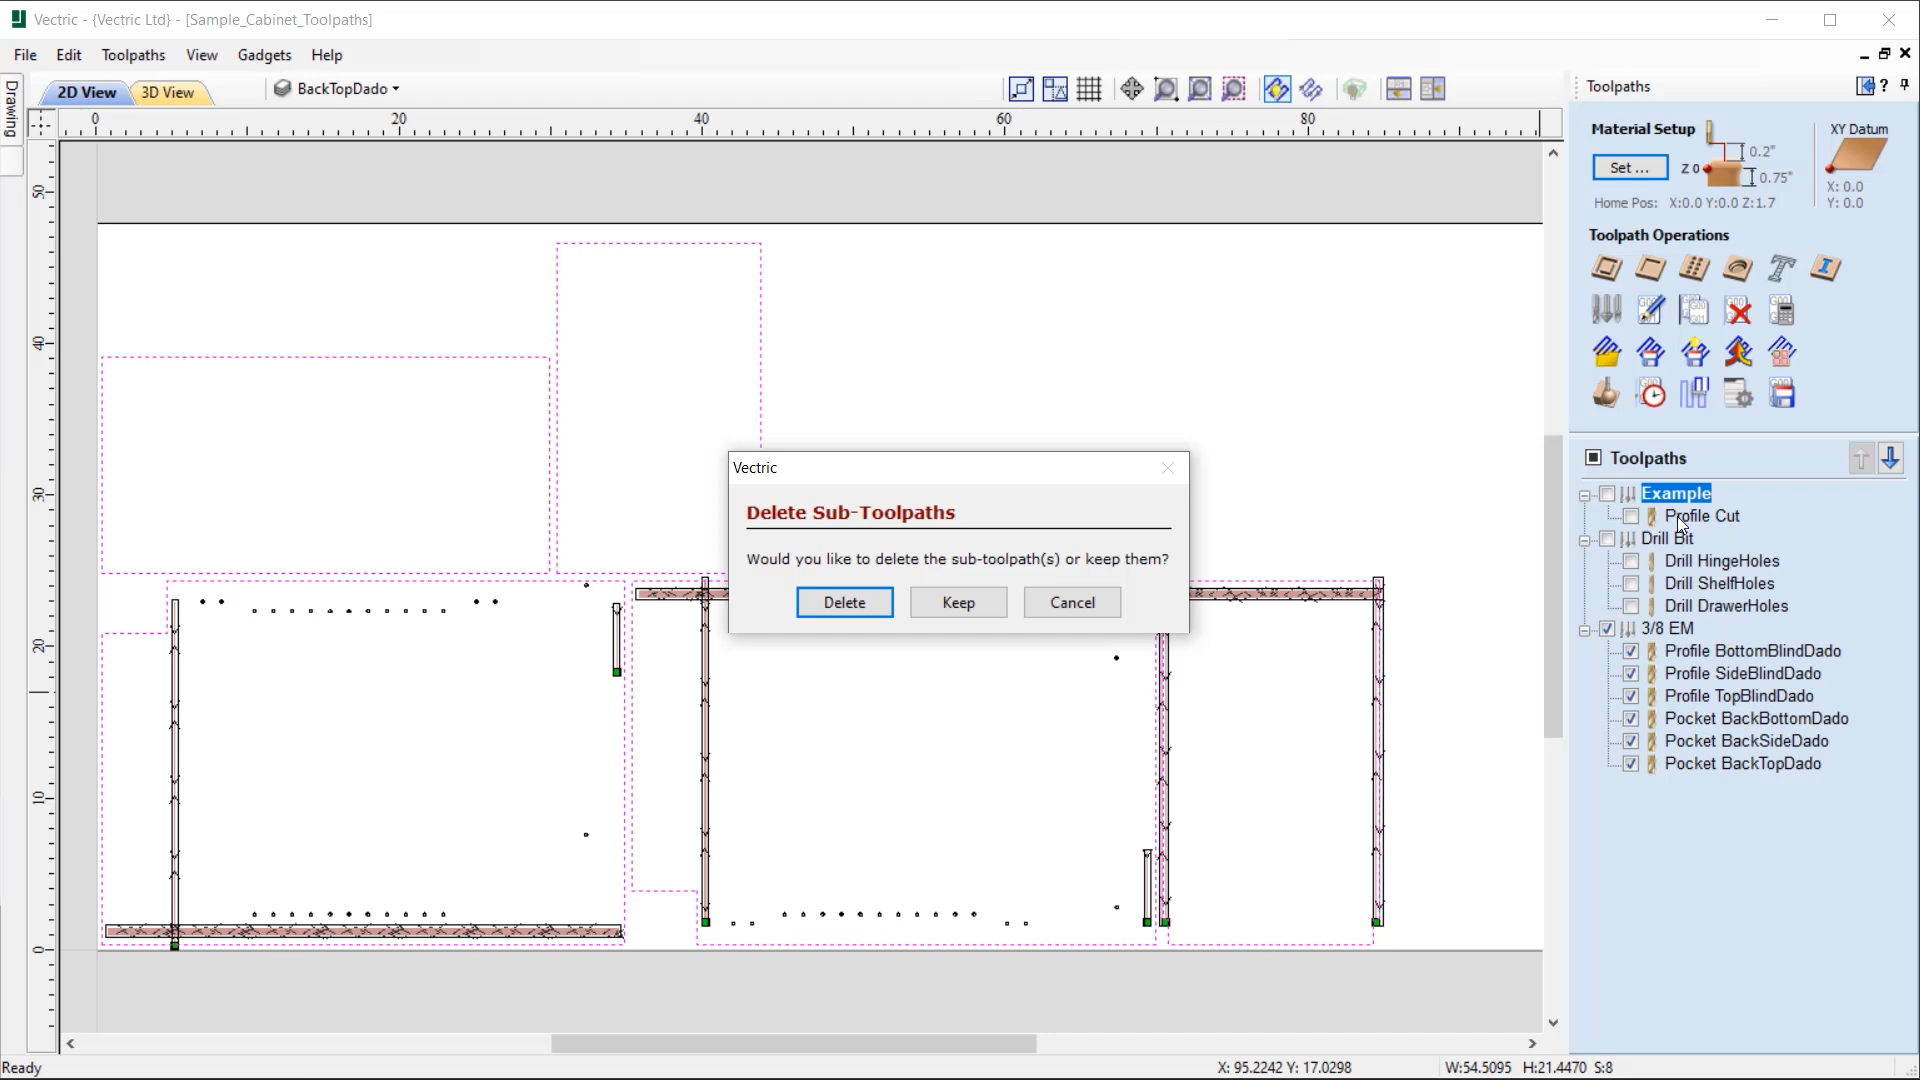 Vectric - {Vectric Ltd} - [Sample_Cabinet_Toolpaths]
File Edit Toolpaths View Gadgets Help
Drawing
2D View
3D View
BackTopDado
0 20 40 60 80
50
40
30
20
10
0
Vectric
Delete Sub-Toolpaths
Would you like to delete the sub-toolpath(s) or keep them?
Delete Keep Cancel
Toolpaths
Material Setup
XY Datum
Set ...
Z 0
0.2"
0.75"
X: 0.0
Y: 0.0
Home Pos: X:0.0 Y:0.0 Z:1.7
Toolpath Operations
Toolpaths
Example
Profile Cut
Drill Bit
Drill HingeHoles
Drill ShelfHoles
Drill DrawerHoles
3/8 EM
Profile BottomBlindDado
Profile SideBlindDado
Profile TopBlindDado
Pocket BackBottomDado
Pocket BackSideDado
Pocket BackTopDado
Ready
X: 95.2242 Y: 17.0298
W:54.5095 H:21.4470 S:8